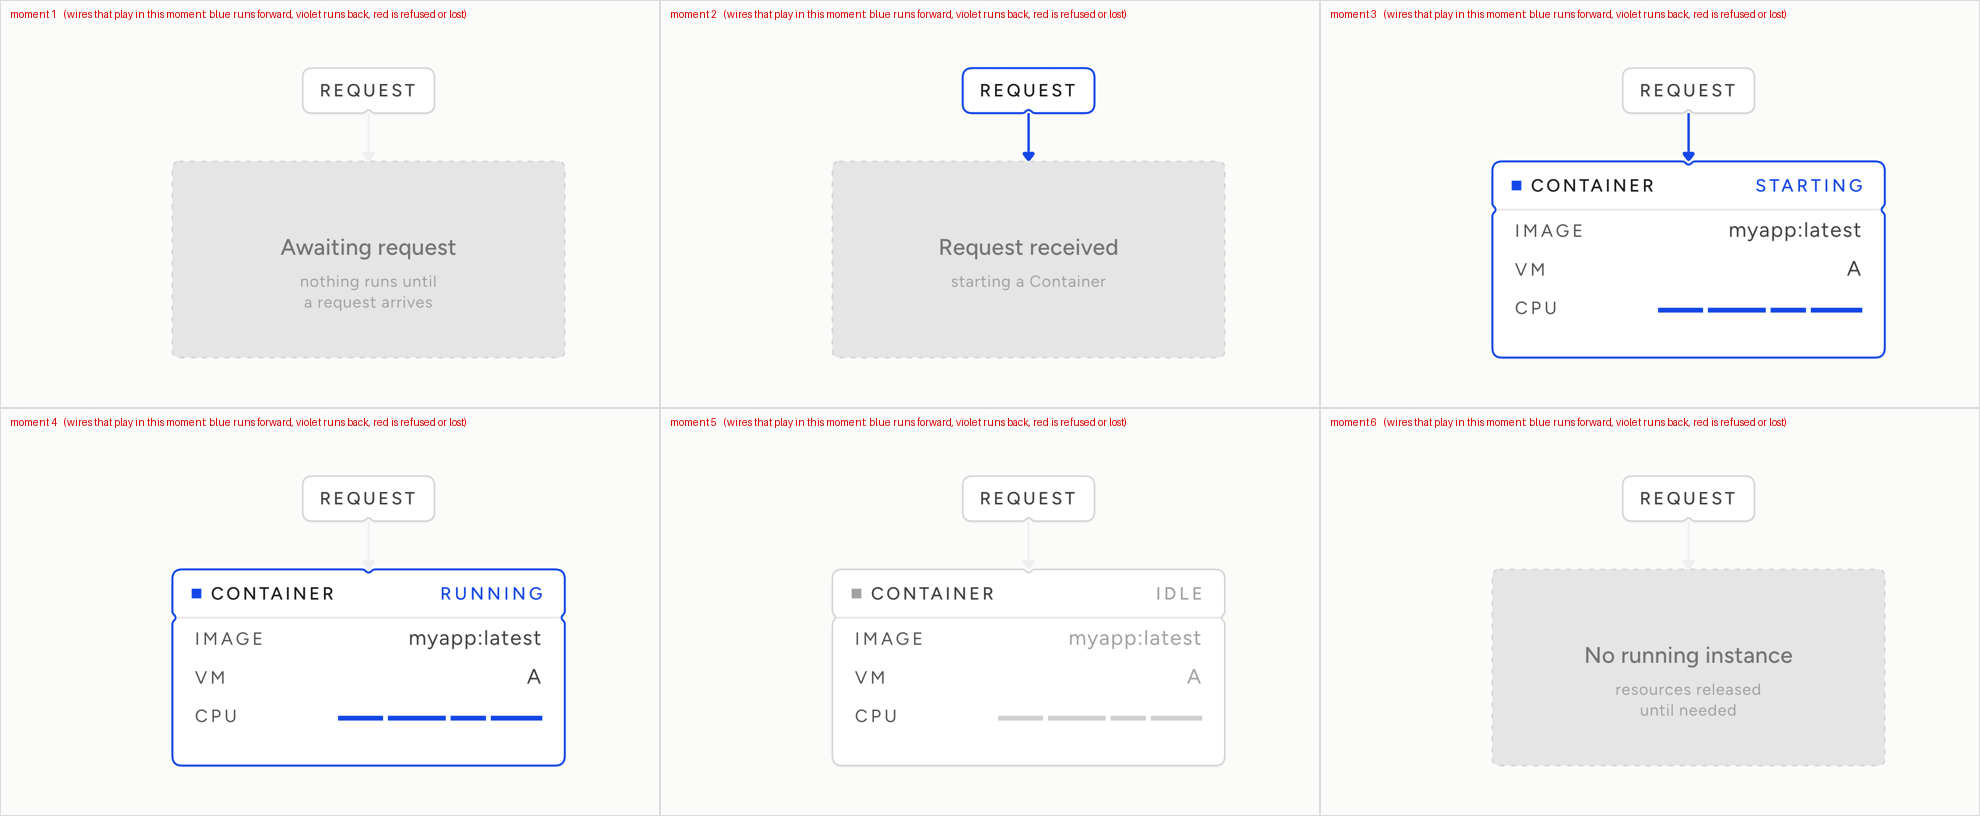 moment 1 (wires that play in this moment: blue runs forward, violet runs back, red is refused or lost)
REQUEST
Awaiting request
nothing runs until
a request arrives
moment 2 (wires that play in this moment: blue runs forward, violet runs back, red is refused or lost)
REQUEST
Request received
starting a Container
moment 3 (wires that play in this moment: blue runs forward, violet runs back, red is refused or lost)
REQUEST
CONTAINER STARTING
IMAGE myapp:latest
VM A
CPU
moment 4 (wires that play in this moment: blue runs forward, violet runs back, red is refused or lost)
REQUEST
CONTAINER RUNNING
IMAGE myapp:latest
VM A
CPU
moment 5 (wires that play in this moment: blue runs forward, violet runs back, red is refused or lost)
REQUEST
CONTAINER IDLE
IMAGE myapp:latest
VM A
CPU
moment 6 (wires that play in this moment: blue runs forward, violet runs back, red is refused or lost)
REQUEST
No running instance
resources released
until needed